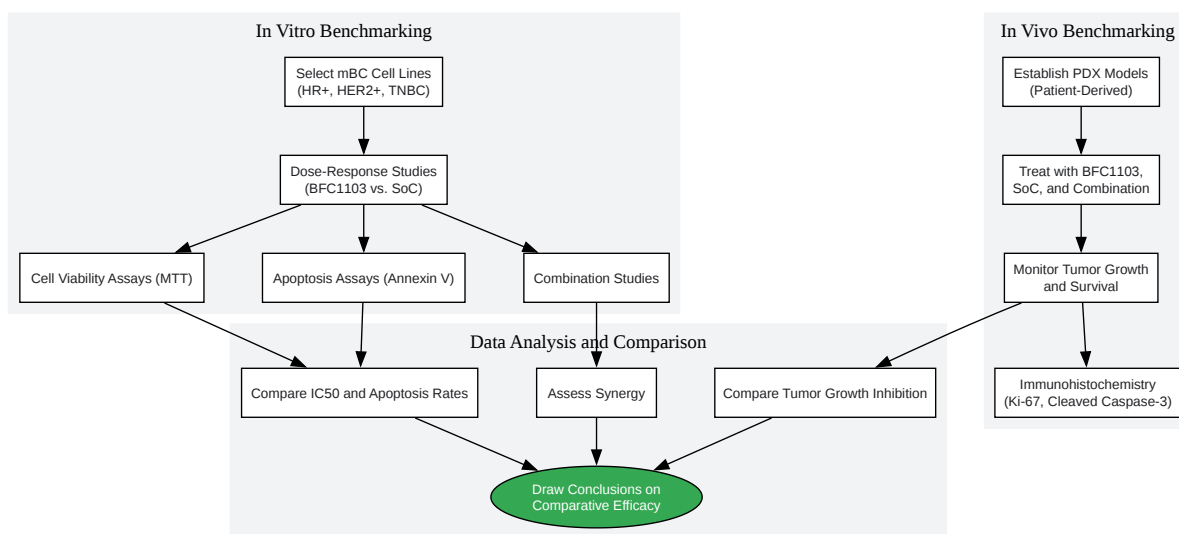 In Vitro Benchmarking
Select mBC Cell Lines
(HR+, HER2+, TNBC)
Dose-Response Studies
(BFC1103 vs. SoC)
Cell Viability Assays (MTT)
Apoptosis Assays (Annexin V)
Combination Studies
In Vivo Benchmarking
Establish PDX Models
(Patient-Derived)
Treat with BFC1103,
SoC, and Combination
Monitor Tumor Growth
and Survival
Immunohistochemistry
(Ki-67, Cleaved Caspase-3)
Data Analysis and Comparison
Compare IC50 and Apoptosis Rates
Assess Synergy
Compare Tumor Growth Inhibition
Draw Conclusions on
Comparative Efficacy